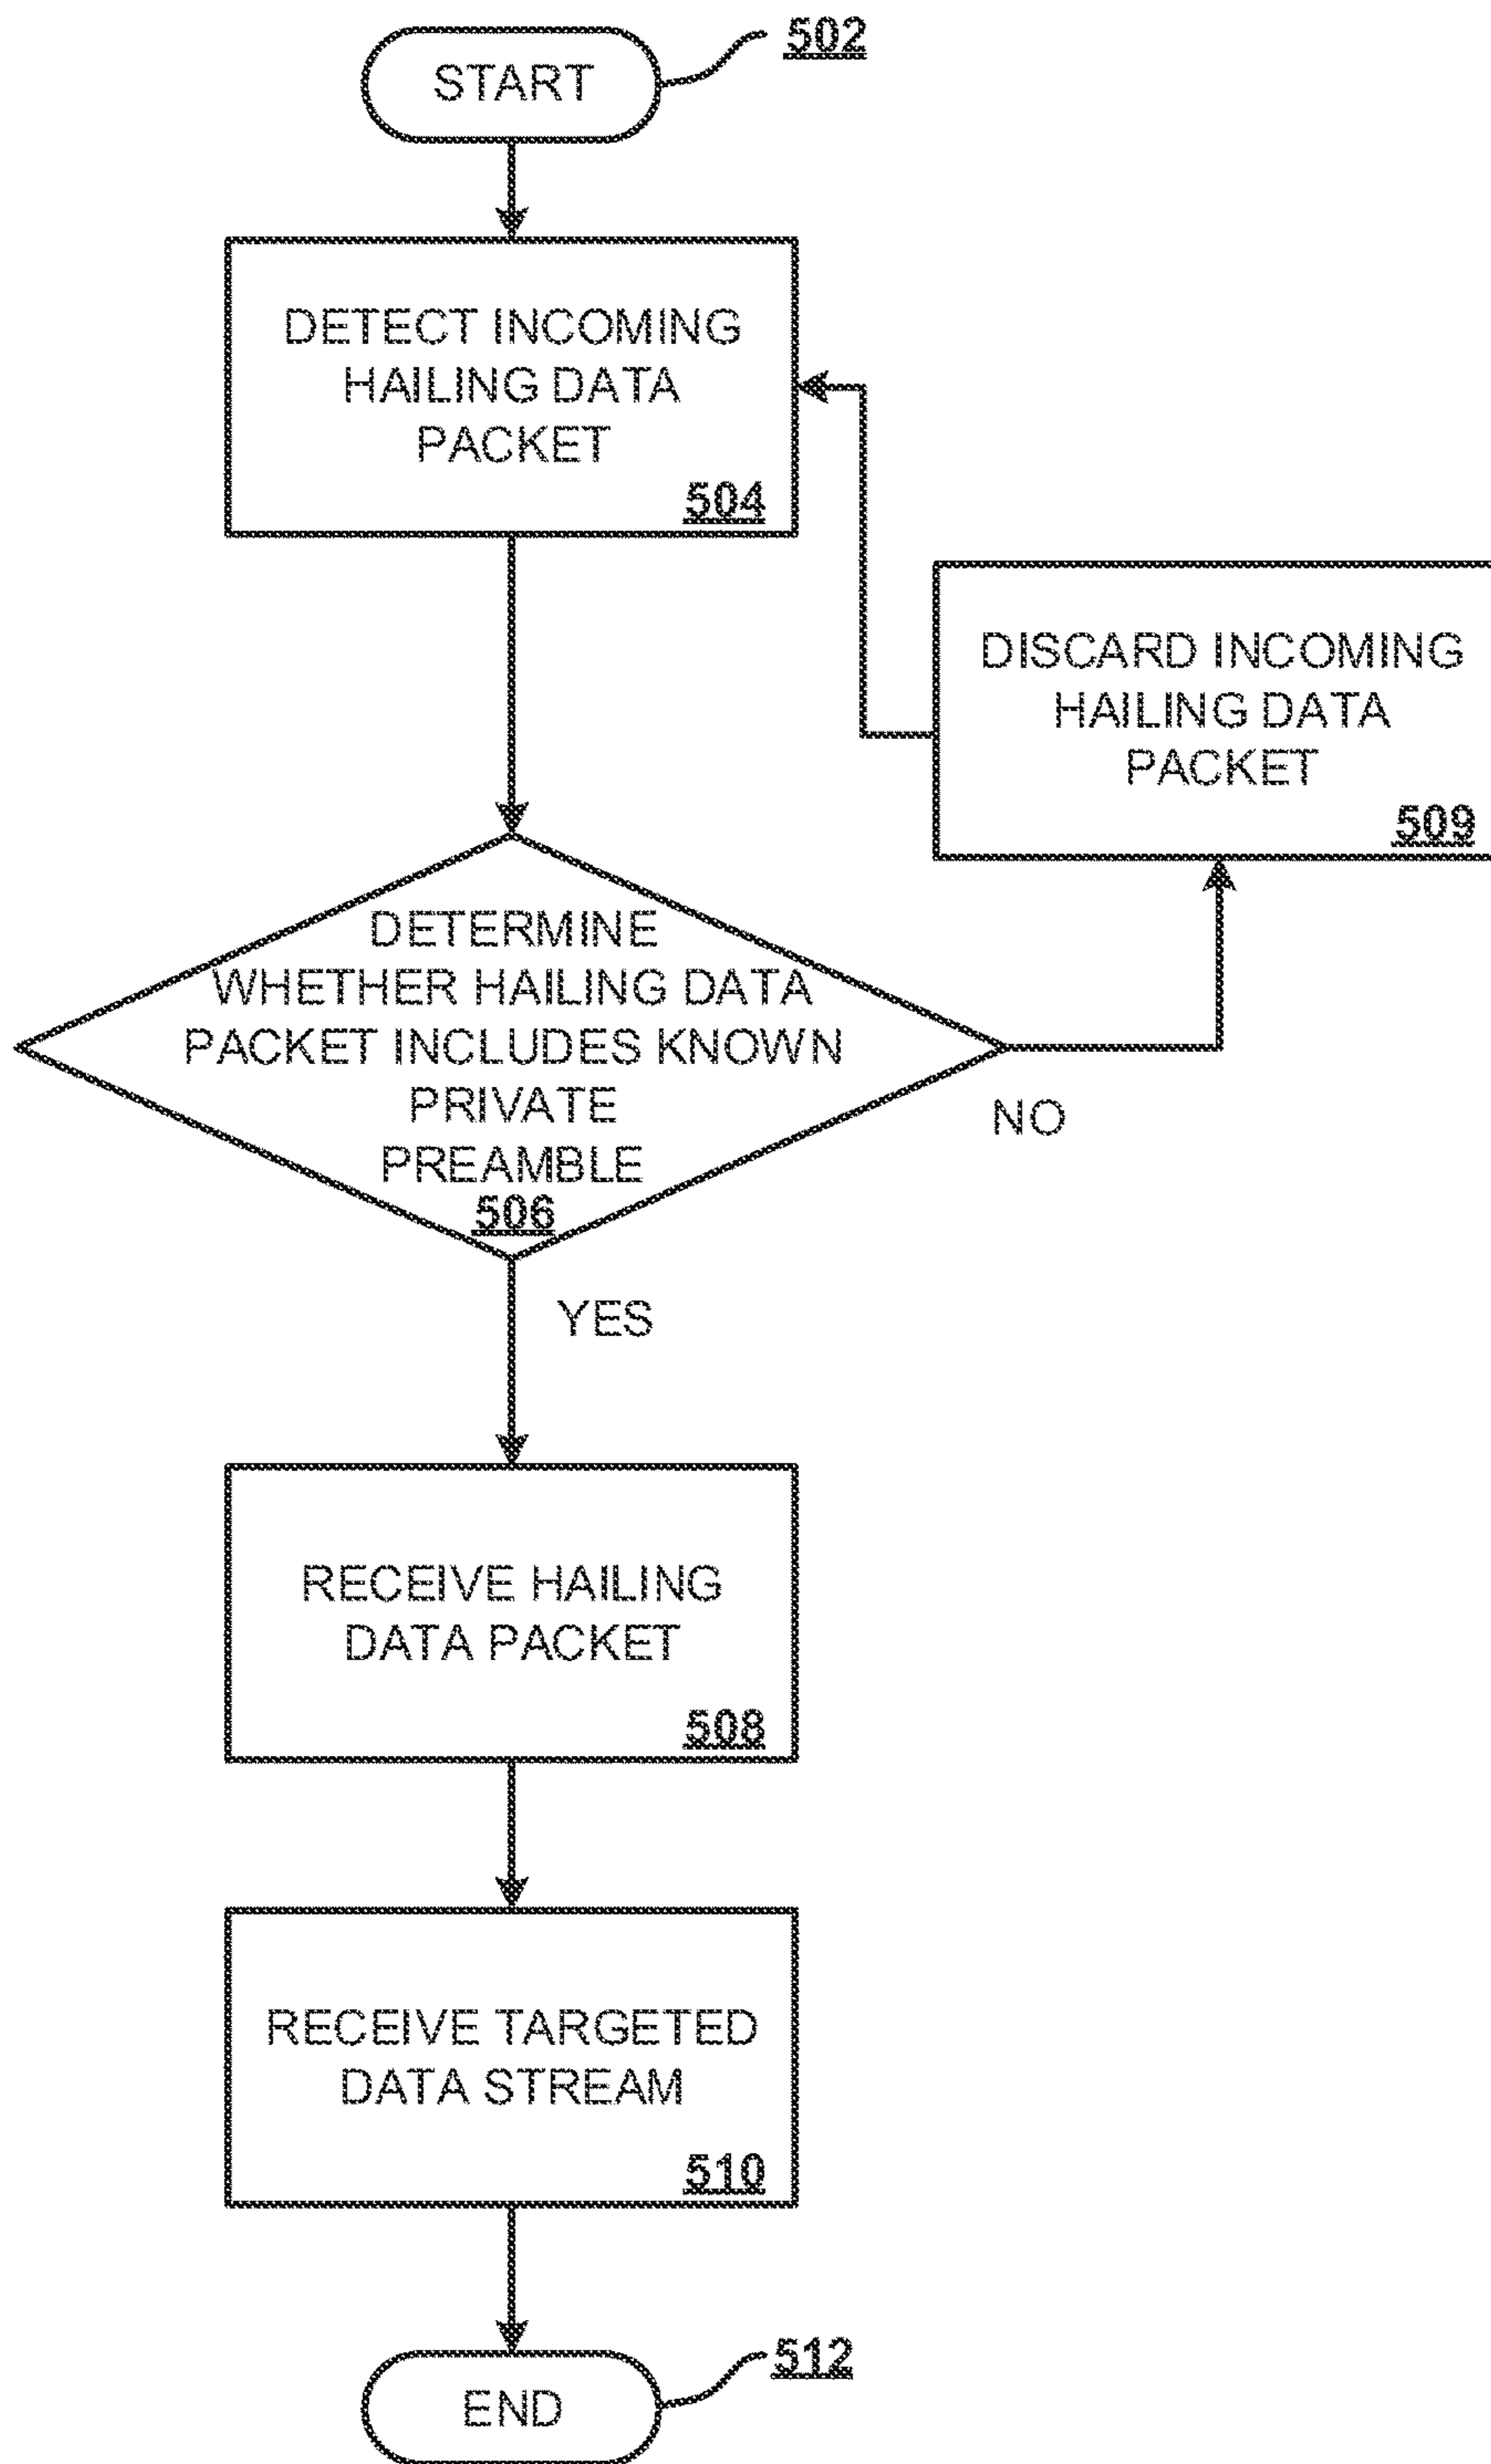 START
502
DETECT INCOMING
HAILING DATA
PACKET
504
DISCARD INCOMING
HAILING DATA
PACKET
509
DETERMINE
WHETHER HAILING DATA
PACKET INCLUDES KNOWN
PRIVATE
PREAMBLE
506
NO
YES
RECEIVE HAILING
DATA PACKET
508
RECEIVE TARGETED
DATA STREAM
510
END
512